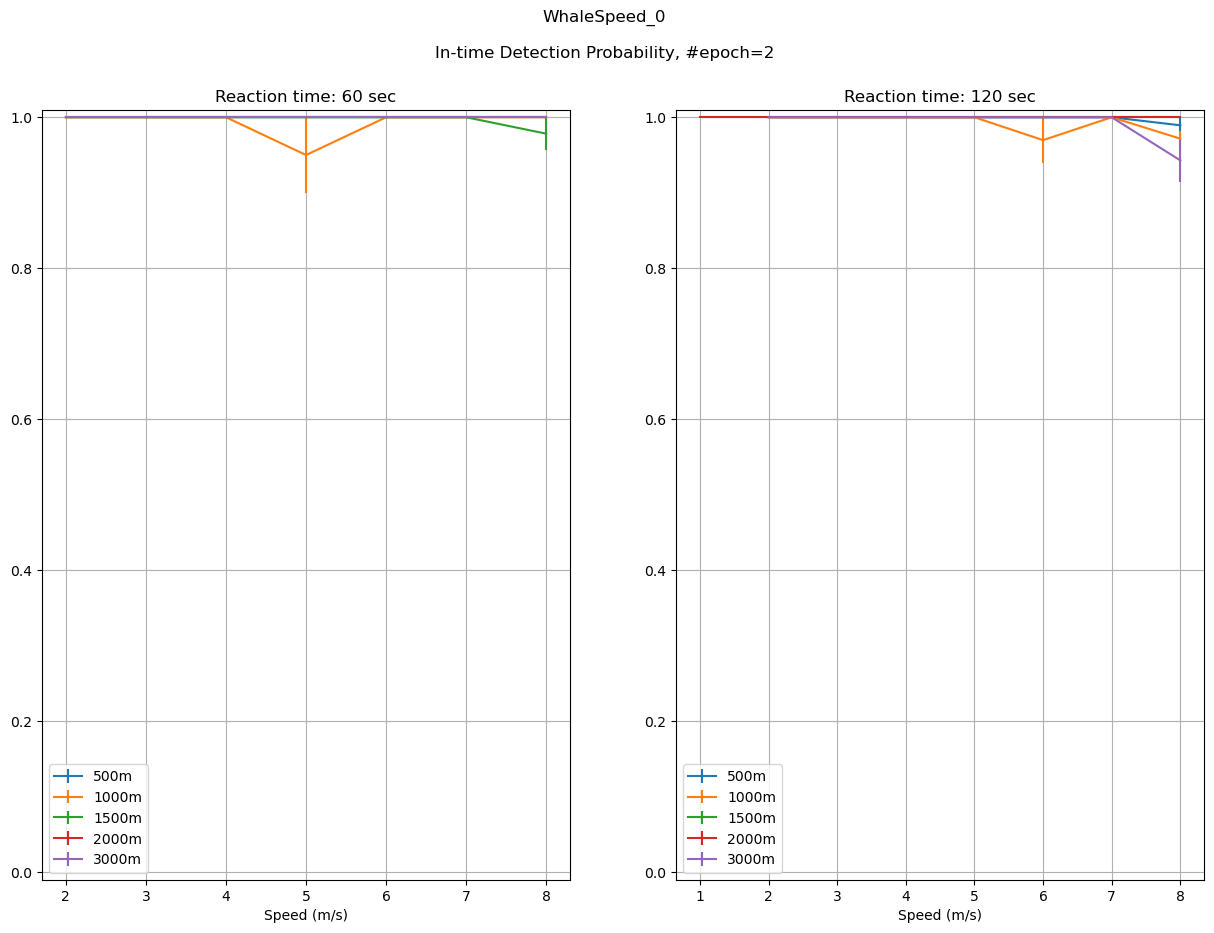 WhaleSpeed_0
In-time Detection Probability, #epoch=2
Reaction time: 60 sec
1.0
0.8
0.6
0.4
0.2
0.0
500m
1000m
1500m
2000m
3000m
2 3 4 5 6 7 8
Speed (m/s)
Reaction time: 120 sec
1.0
0.8
0.6
0.4
0.2
0.0
500m
1000m
1500m
2000m
3000m
1 2 3 4 5 6 7 8
Speed (m/s)